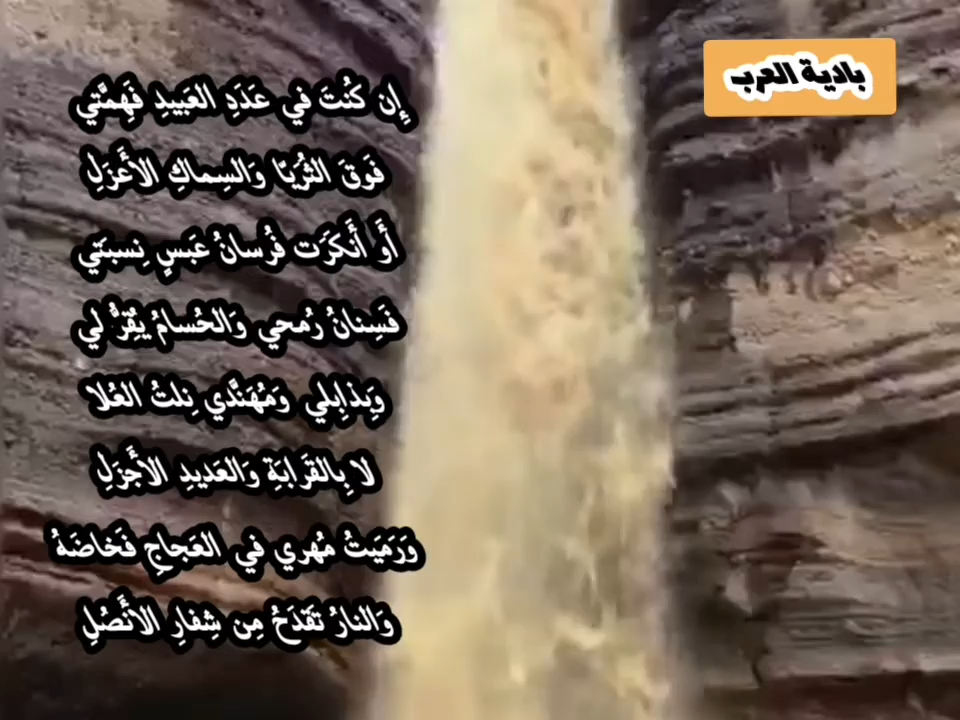 بادية العرب
إِن كُنتَ في عَدَدِ العَبيدِ فَهِمَّتي
فَوقَ الثُرَيّا وَالسِماكِ الأَعزَلِ
أَو أَنكَرَت فُرسانُ عَبسٍ نِسبَتي
فَسِنانُ رُمحي وَالحُسامُ يُقِرُّ لي
وَبِذابِلي وَمُهَنَّدي نِلتُ العُلا
لا بِالقَرابَةِ وَالعَديدِ الأَجزَلِ
وَرَمَيتُ مُهري في العَجاجِ فَخاضَهُ
وَالنارُ تَقدَحُ مِن شِفارِ الأَنصُلِ